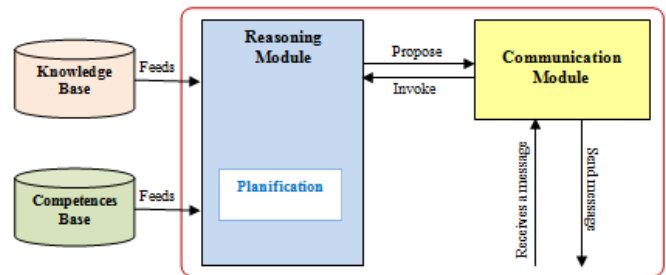 Reasoning
Module
Knowledge
Base
Feeds
Propose
Invoke
Communication
Module
Planification
Competences
Base
Feeds
Receives a message
Send message